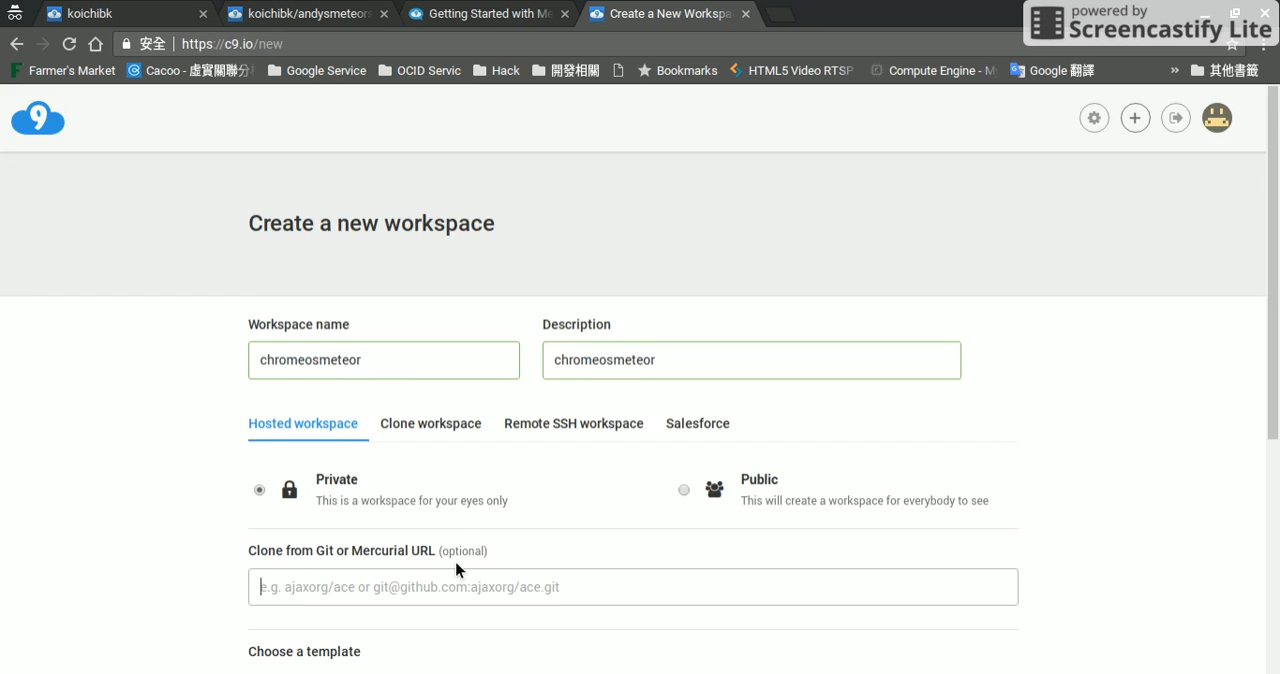 koichibk
koichibk/andysmeteors
Getting Started with Me
Create a New Workspa
powered by
Screencastify Lite
安全
https://c9.io/new
Farmer's Market
Cacoo - 虛實關聯分
Google Service
OCID Servic
Hack
開發相關
Bookmarks
HTML5 Video RTSP
Compute Engine - M
Google 翻譯
»
其他書籤
9
Create a new workspace
Workspace name
Description
chromeosmeteor
chromeosmeteor
Hosted workspace
Clone workspace
Remote SSH workspace
Salesforce
Private
This is a workspace for your eyes only
Public
This will create a workspace for everybody to see
Clone from Git or Mercurial URL (optional)
e.g. ajaxorg/ace or git@github.com:ajaxorg/ace.git
Choose a template